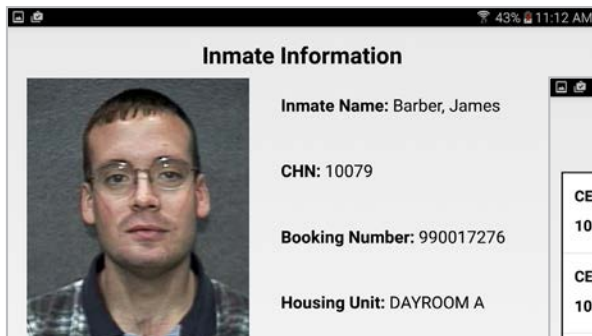 43% 11:12 AM
Inmate Information
Inmate Name: Barber, James
CHN: 10079
Booking Number: 990017276
Housing Unit: DAYROOM A
CE
10
CE
10